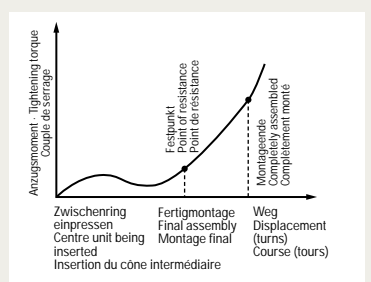 Anzugsmoment · Tightening torque
Couple de serrage
Festpunkt
Point of resistance
Point de résistance
Montageende
Completely assembled
Complètement monté
Zwischenring
einpressen
Centre unit being
inserted
Insertion du cône intermédiaire
Fertigmontage
Final assembly
Montage final
Weg
Displacement
(turns)
Course (tours)